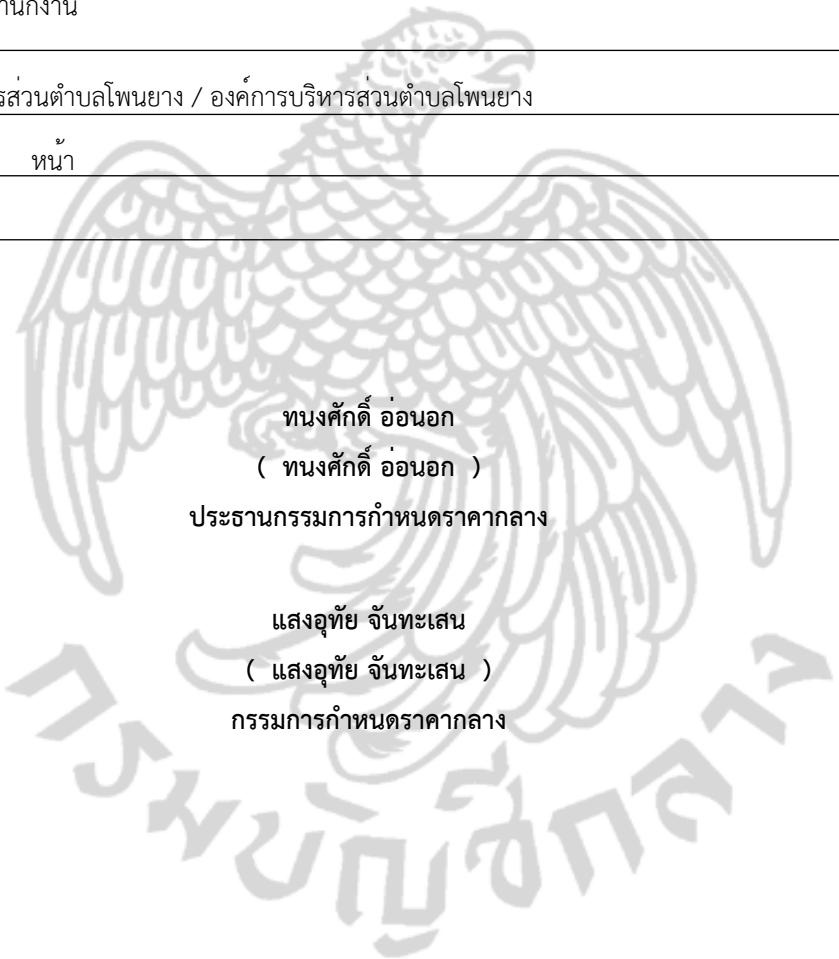 านักงาน
รส่วนตำบลโพนยาง / องค์การบริหารส่วนตำบลโพนยาง
หน้า
ทนงศักดิ์ อ่อนอก
( ทนงศักดิ์ อ่อนอก )
ประธานกรรมการกำหนดราคากลาง
แสงอุทัย จันทะเสน
( แสงอุทัย จันทะเสน )
กรรมการกำหนดราคากลาง
กรมบัญชีกลาง